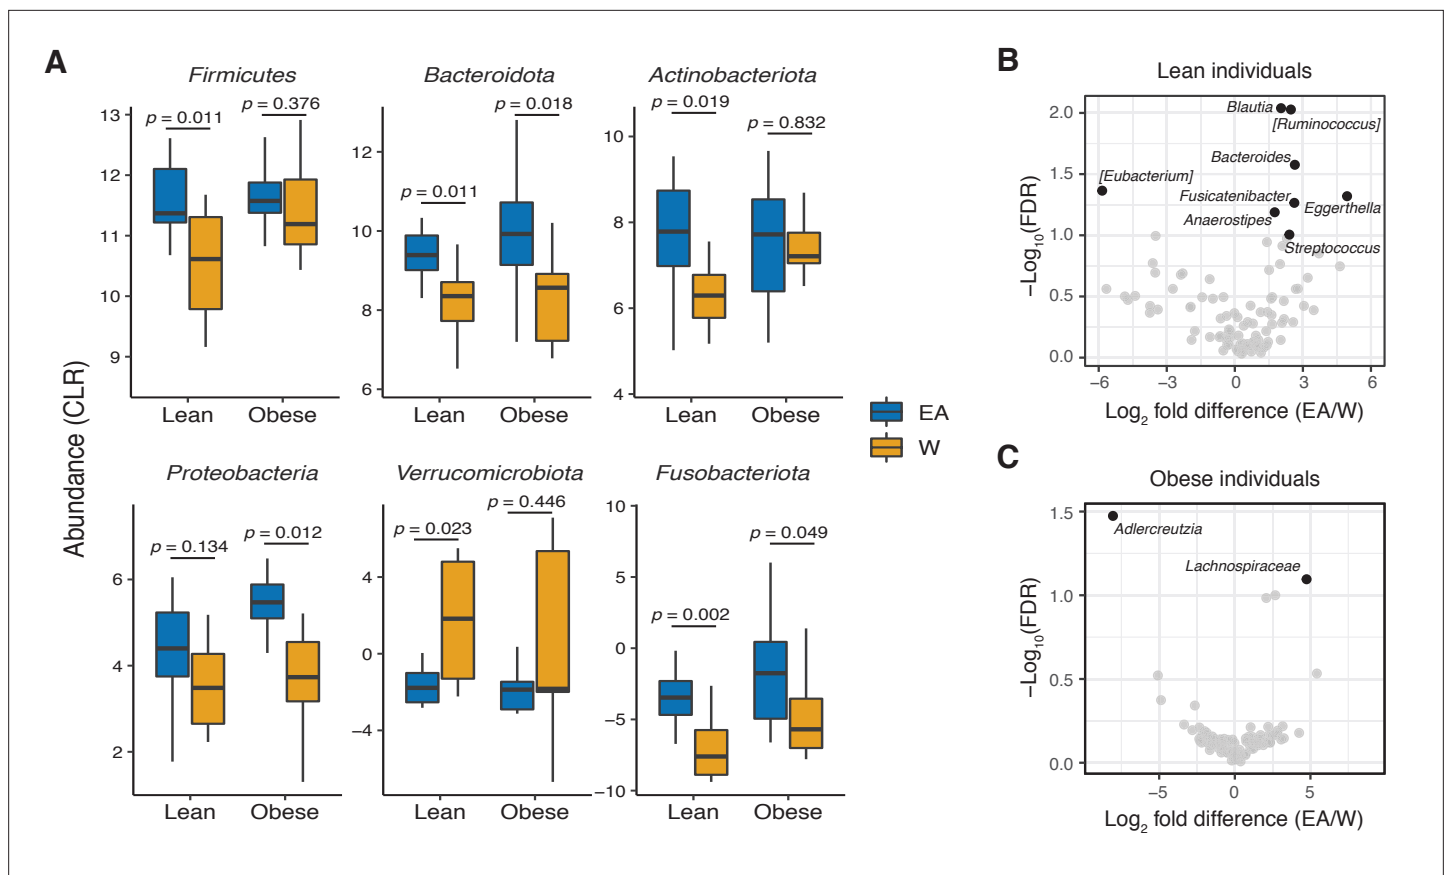 A
Firmicutes
Bacteroidota
Actinobacteriota
p = 0.011
p = 0.376
p = 0.011
p = 0.018
p = 0.019
p = 0.832
13
12
11
10
9
12
10
8
6
10
8
6
4
Lean
Obese
Lean
Obese
Lean
Obese
Abundance (CLR)
EA
W
Proteobacteria
Verrucomicrobiota
Fusobacteriota
p = 0.134
p = 0.012
p = 0.023
p = 0.446
p = 0.002
p = 0.049
6
4
2
4
0
−4
10
5
0
−5
−10
Lean
Obese
Lean
Obese
Lean
Obese
B
Lean individuals
−Log10(FDR)
2.0
1.5
1.0
0.5
0.0
Blautia
[Ruminococcus]
Bacteroides
[Eubacterium]
Fusicatenibacter
Eggerthella
Anaerostipes
Streptococcus
−6
−3
0
3
6
Log2 fold difference (EA/W)
C
Obese individuals
−Log10(FDR)
1.5
1.0
0.5
0.0
Adlercreutzia
Lachnospiraceae
−5
0
5
Log2 fold difference (EA/W)